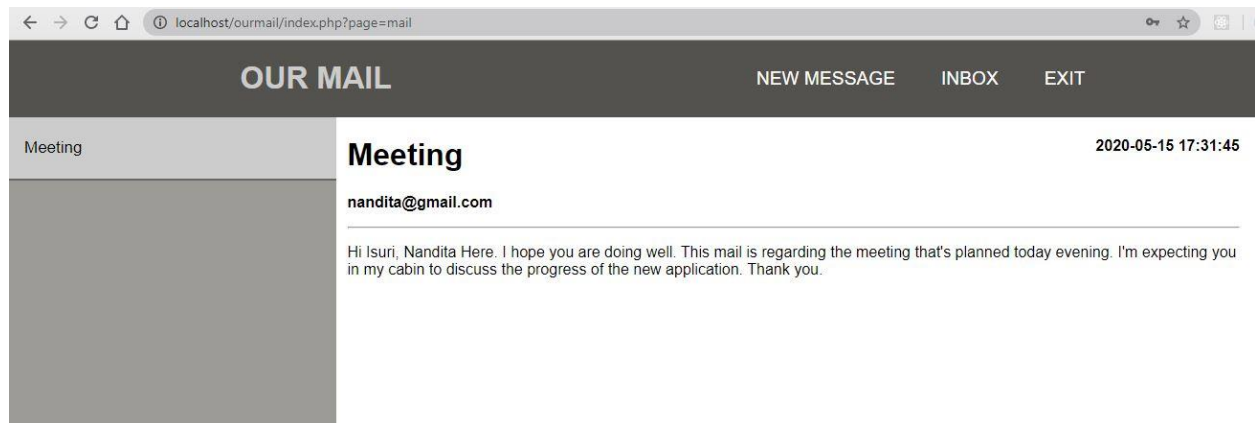 localhost/ourmail/index.php?page=mail
OUR MAIL
NEW MESSAGE
INBOX
EXIT
Meeting
Meeting
2020-05-15 17:31:45
nandita@gmail.com
Hi Isuri, Nandita Here. I hope you are doing well. This mail is regarding the meeting that's planned today evening. I'm expecting you
in my cabin to discuss the progress of the new application. Thank you.